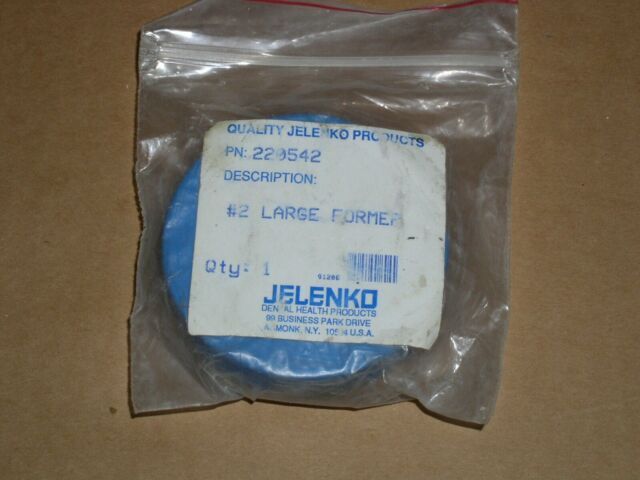 QUALITY JELENKO PRODUCTS
PN: 220542
DESCRIPTION:
#2 LARGE FORMER
Qty: 1
JELENKO
DENTAL HEALTH PRODUCTS
99 BUSINESS PARK DRIVE
ARMONK, N.Y. U.S.A.